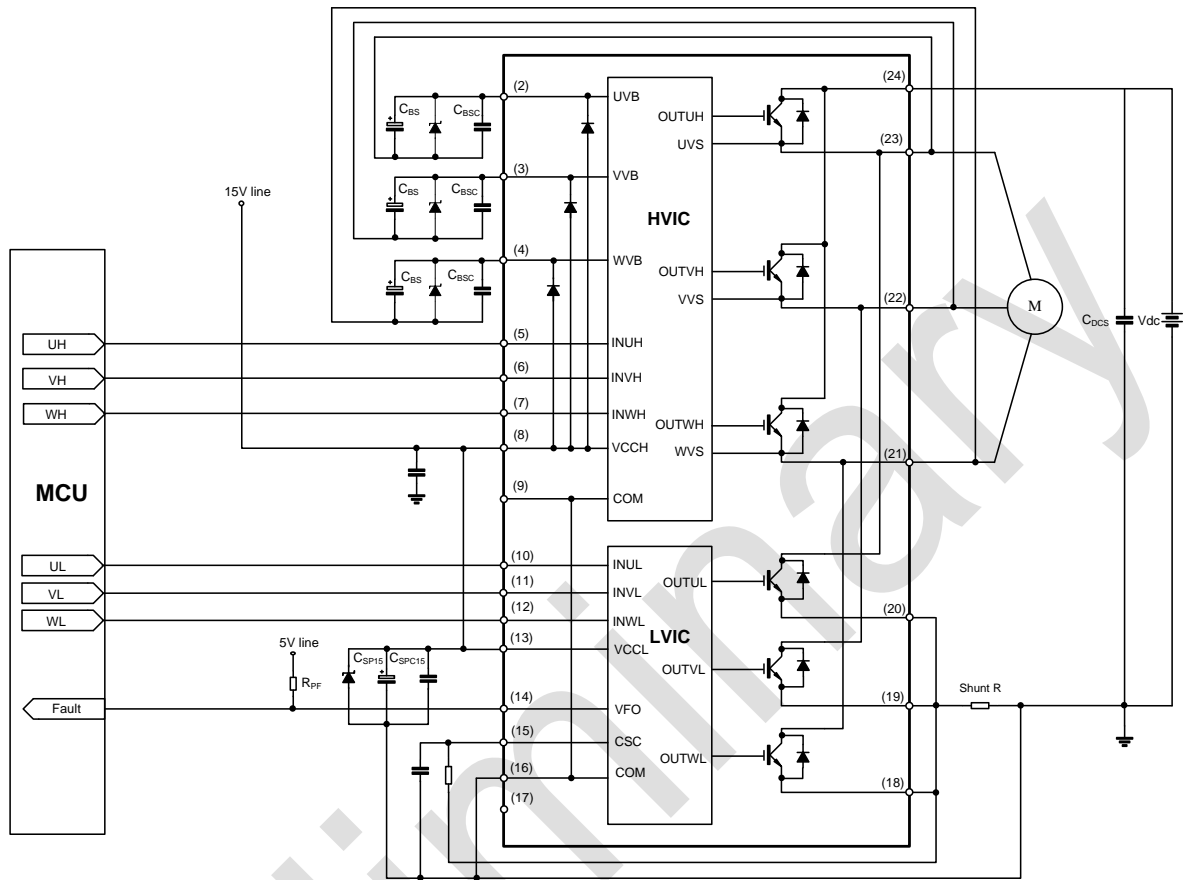 (2)
(3)
(4)
(5)
(6)
(7)
(8)
(9)
(10)
(11)
(12)
(13)
(14)
(15)
(16)
(17)
(18)
(19)
(20)
(21)
(22)
(23)
(24)
CBS
CBSC
CBS
CBSC
CBS
CBSC
15V line
UVB
VVB
WVB
INUH
INVH
INWH
VCCH
COM
HVIC
OUTUH
UVS
OUTVH
VVS
OUTWH
WVS
MCU
UH
VH
WH
UL
VL
WL
Fault
5V line
RPF
CSP15
CSPC15
INUL
INVL
INWL
VCCL
VFO
CSC
COM
LVIC
OUTUL
OUTVL
OUTWL
Shunt R
M
CDCS
Vdc
liminary